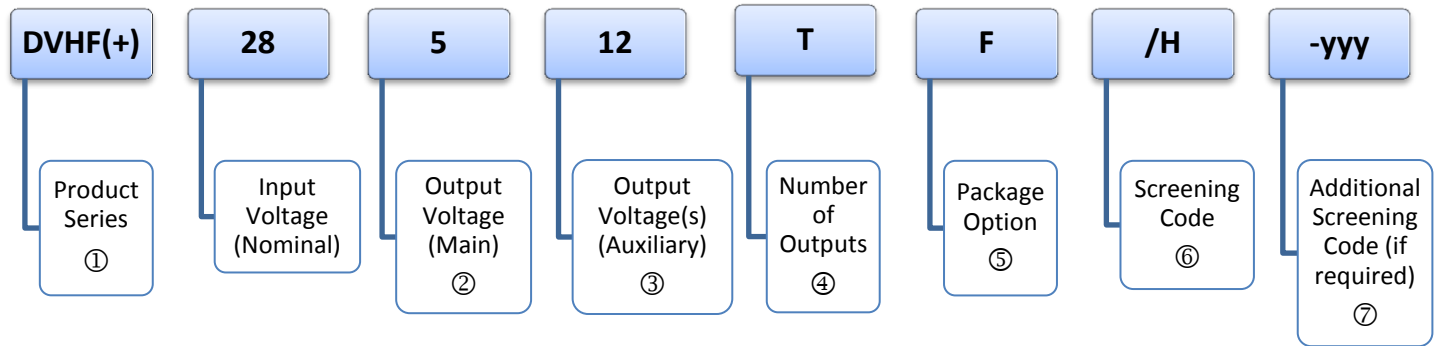 DVHF(+)
28
5
12
T
F
/H
-yyy
Product
Series
①
Input
Voltage
(Nominal)
Output
Voltage
(Main)
②
Output
Voltage(s)
(Auxiliary)
③
Number
of
Outputs
④
Package
Option
⑤
Screening
Code
⑥
Additional
Screening
Code (if
required)
⑦